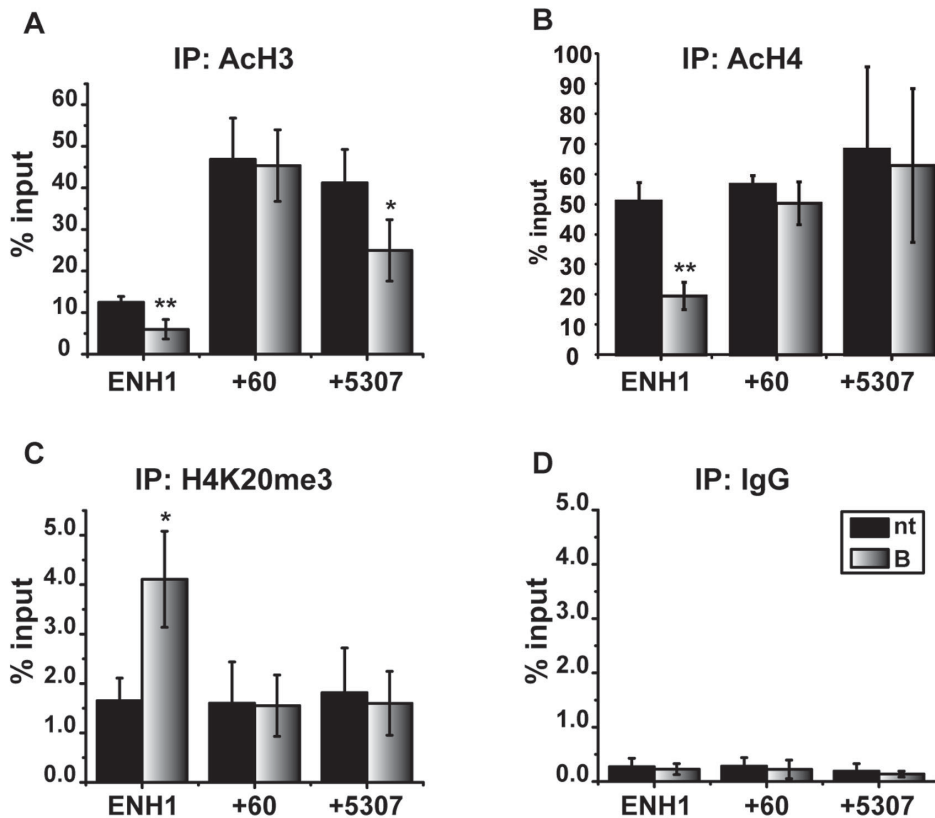 A
IP: AcH3
% input
60
50
40
30
20
10
0
**
*
ENH1 +60 +5307
B
IP: AcH4
% input
100
90
80
70
60
50
40
30
20
10
0
**
ENH1 +60 +5307
C
IP: H4K20me3
% input
5.0
4.0
3.0
2.0
1.0
0.0
*
ENH1 +60 +5307
D
IP: IgG
% input
5.0
4.0
3.0
2.0
1.0
0.0
nt
B
ENH1 +60 +5307